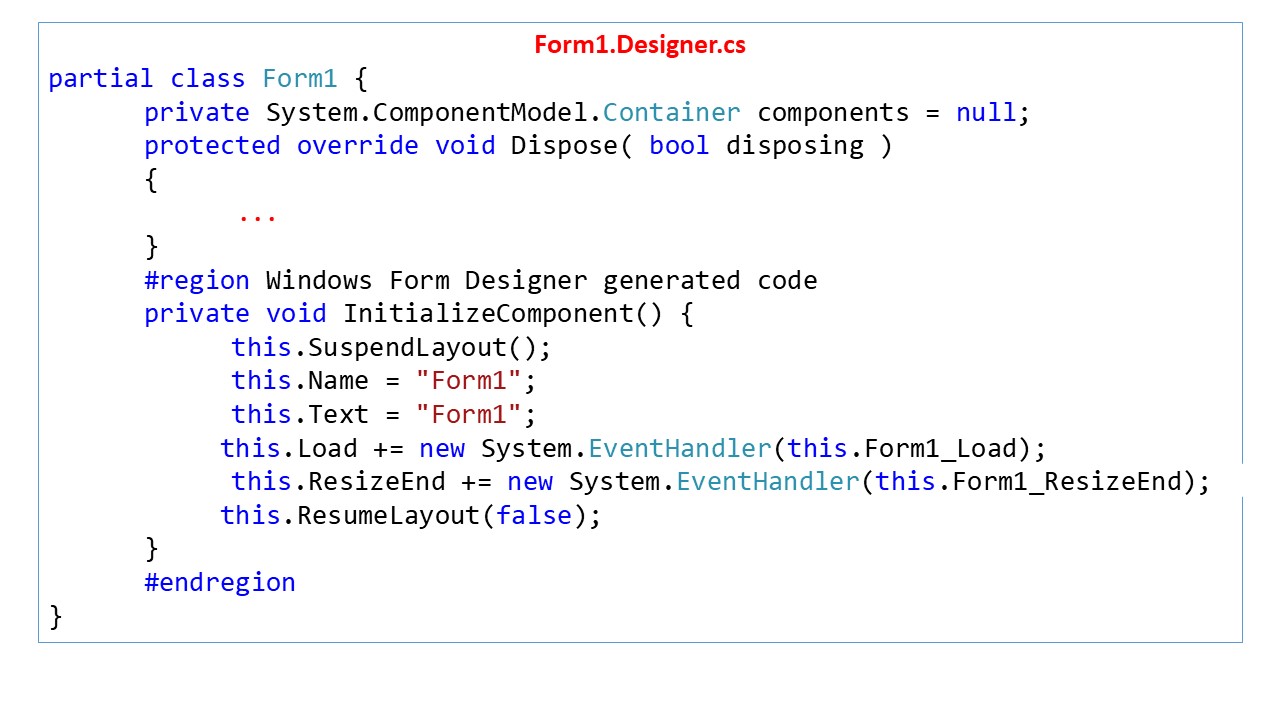 Form1.Designer.cs
partial class Form1 {
private System.ComponentModel.Container components = null;
protected override void Dispose( bool disposing )
{
...
}
#region Windows Form Designer generated code
private void InitializeComponent() {
this.SuspendLayout();
this.Name = "Form1";
this.Text = "Form1";
this.Load += new System.EventHandler(this.Form1_Load);
this.ResizeEnd += new System.EventHandler(this.Form1_ResizeEnd);
this.ResumeLayout(false);
}
#endregion
}